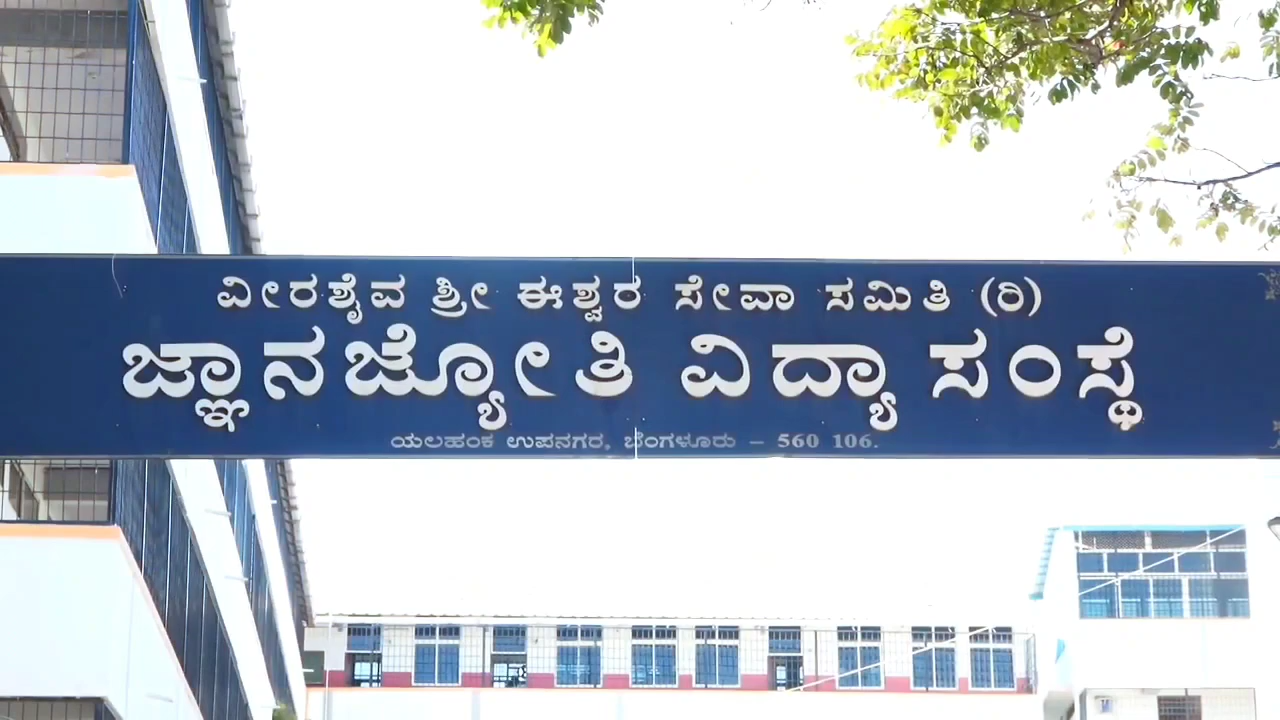 ವೀರಶೈವ ಶ್ರೀ ಈಶ್ವರ ಸೇವಾ ಸಮಿತಿ (ರಿ)
ಜ್ಞಾನಜ್ಯೋತಿ ವಿದ್ಯಾ ಸಂಸ್ಥೆ
ಯಲಹಂಕ ಉಪನಗರ, ಬೆಂಗಳೂರು – 560 106.